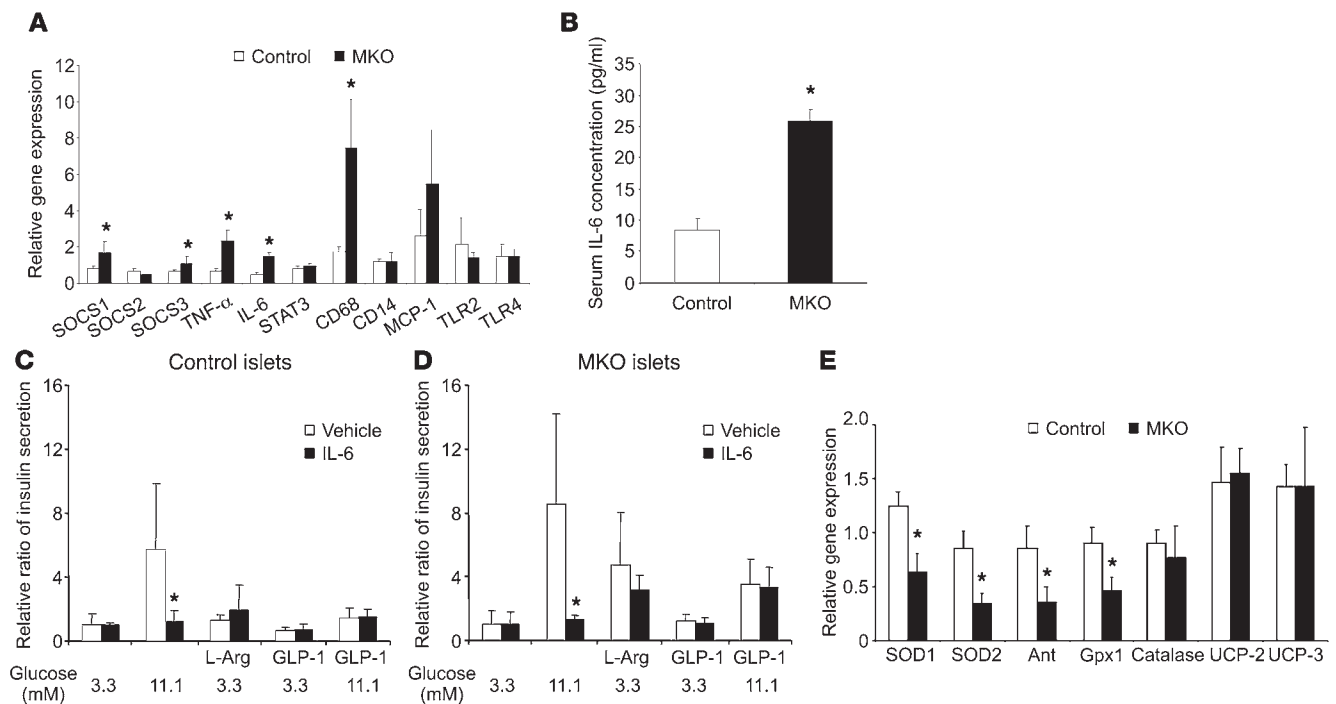 A
Control MKO
Relative gene expression
12
10
8
6
4
2
0
* * * * *
SOCS1 SOCS2 SOCS3 TNF-α IL-6 STAT3 CD68 CD14 MCP-1 TLR2 TLR4
B
Serum IL-6 concentration (pg/ml)
35
30
25
20
15
10
5
0
*
Control MKO
C Control islets
Relative ratio of insulin secretion
16
12
8
4
0
Vehicle
IL-6
*
L-Arg GLP-1 GLP-1
Glucose (mM) 3.3 11.1 3.3 3.3 11.1
D MKO islets
Relative ratio of insulin secretion
16
12
8
4
0
Vehicle
IL-6
*
L-Arg GLP-1 GLP-1
Glucose (mM) 3.3 11.1 3.3 3.3 11.1
E
Control MKO
Relative gene expression
2.0
1.5
1.0
0.5
0
* * * *
SOD1 SOD2 Ant Gpx1 Catalase UCP-2 UCP-3